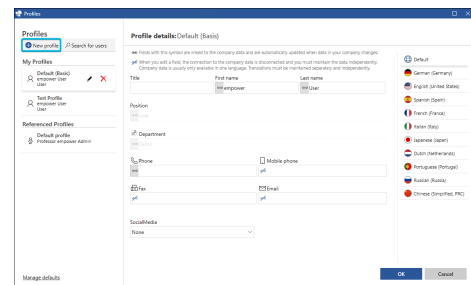 Profiles
Profiles
New profile
Search for users
My Profiles
Default (Basis)
empower User
User
Test Profile
empower User
User
Referenced Profiles
Default profile
Professor empower Admin
Manage defaults
Profile details: Default (Basis)
Fields with this symbol are linked to the company data and are automatically updated when data in your company changes.
When you edit a field, the connection to the company data is disconnected and you must maintain the data independently.
Company data is usually only available in one language. Translations must be maintained separately and independently.
Title
First name
Last name
empower
User
Position
User
Department
Phone
Mobile phone
Fax
Email
SocialMedia
None
Default
German (Germany)
English (United States)
Spanish (Spain)
French (France)
Italian (Italy)
Japanese (Japan)
Dutch (Netherlands)
Portuguese (Portugal)
Russian (Russia)
Chinese (Simplified, PRC)
OK
Cancel